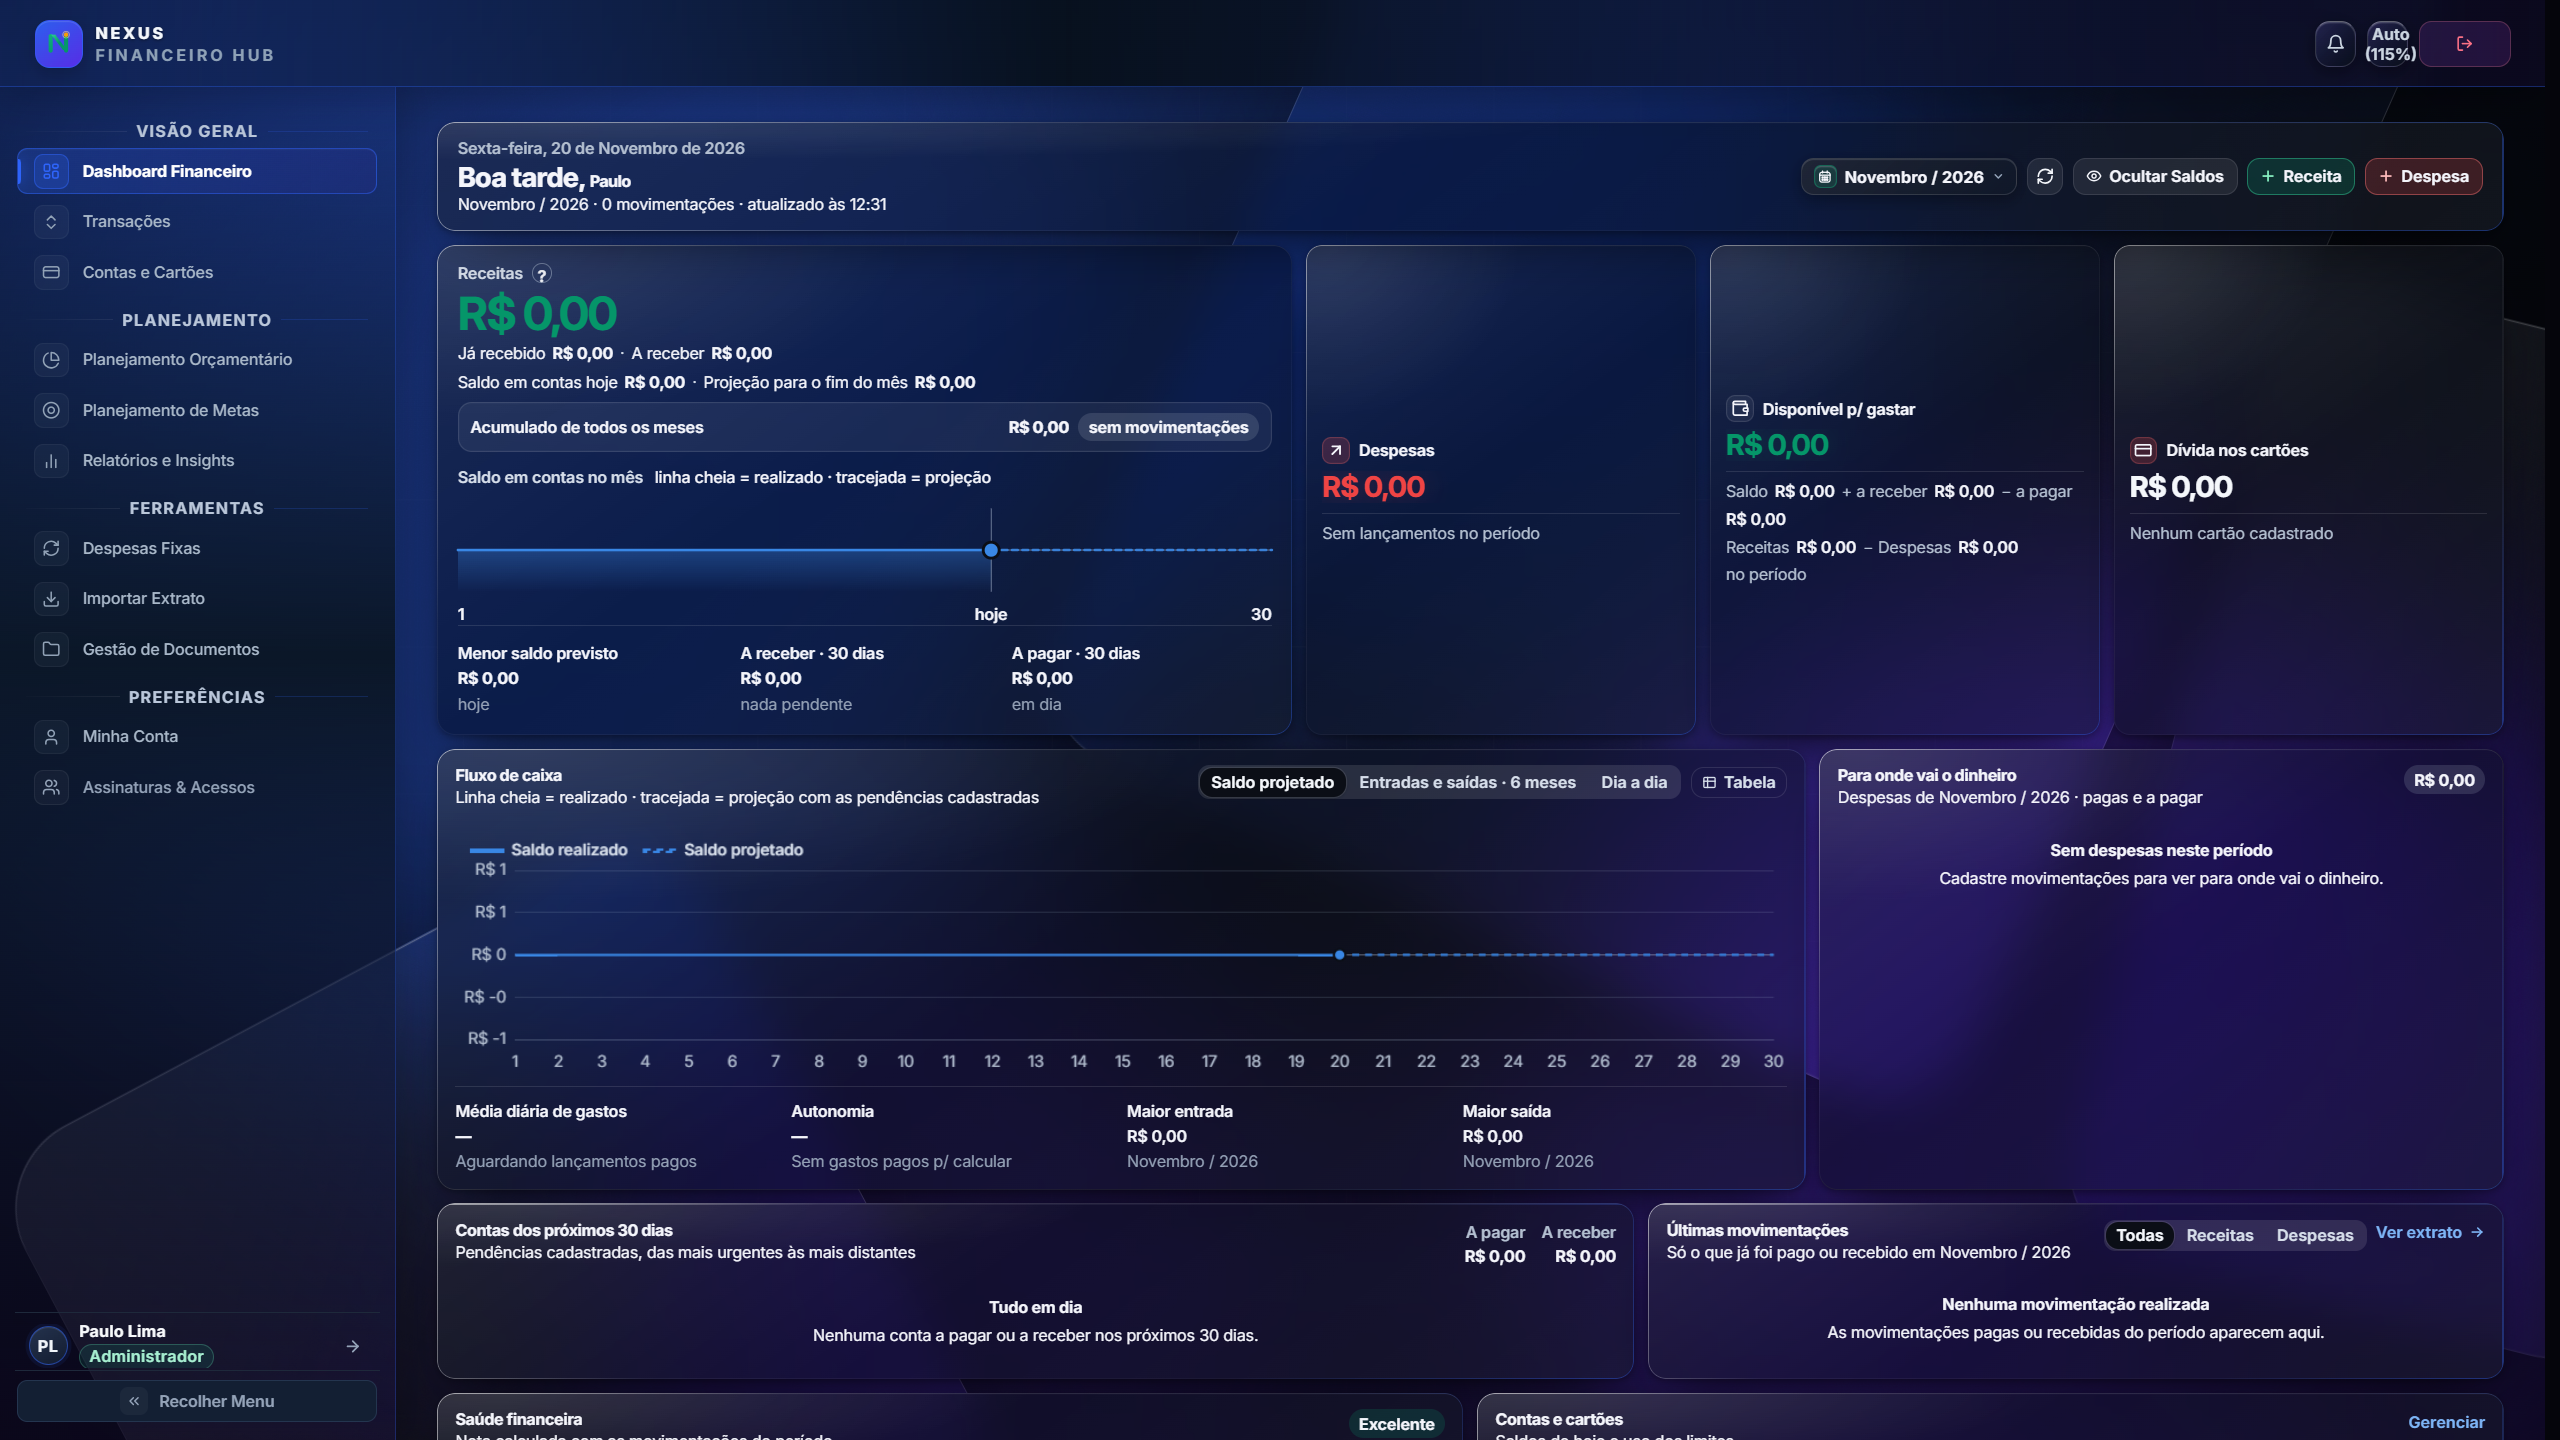 NEXUS
FINANCEIRO HUB
Auto
(115%)
VISÃO GERAL
Dashboard Financeiro
Transações
Contas e Cartões
PLANEJAMENTO
Planejamento Orçamentário
Planejamento de Metas
Relatórios e Insights
FERRAMENTAS
Despesas Fixas
Importar Extrato
Gestão de Documentos
PREFERÊNCIAS
Minha Conta
Assinaturas & Acessos
PL
Paulo Lima
Administrador
Recolher Menu
Sexta-feira, 20 de Novembro de 2026
Boa tarde, Paulo
Novembro / 2026 · 0 movimentações · atualizado às 12:31
Novembro / 2026
Ocultar Saldos
+ Receita
+ Despesa
Receitas ?
R$ 0,00
Já recebido R$ 0,00 · A receber R$ 0,00
Saldo em contas hoje R$ 0,00 · Projeção para o fim do mês R$ 0,00
Acumulado de todos os meses R$ 0,00 sem movimentações
Saldo em contas no mês linha cheia = realizado · tracejada = projeção
1 hoje 30
Menor saldo previsto
R$ 0,00
hoje
A receber · 30 dias
R$ 0,00
nada pendente
A pagar · 30 dias
R$ 0,00
em dia
Despesas
R$ 0,00
Sem lançamentos no período
Disponível p/ gastar
R$ 0,00
Saldo R$ 0,00 + a receber R$ 0,00 − a pagar
R$ 0,00
Receitas R$ 0,00 − Despesas R$ 0,00
no período
Dívida nos cartões
R$ 0,00
Nenhum cartão cadastrado
Fluxo de caixa
Linha cheia = realizado · tracejada = projeção com as pendências cadastradas
Saldo projetado
Entradas e saídas · 6 meses
Dia a dia
Tabela
Saldo realizado Saldo projetado
R$ 1
R$ 1
R$ 0
R$ -0
R$ -1
1 2 3 4 5 6 7 8 9 10 11 12 13 14 15 16 17 18 19 20 21 22 23 24 25 26 27 28 29 30
Média diária de gastos
—
Aguardando lançamentos pagos
Autonomia
—
Sem gastos pagos p/ calcular
Maior entrada
R$ 0,00
Novembro / 2026
Maior saída
R$ 0,00
Novembro / 2026
Para onde vai o dinheiro
Despesas de Novembro / 2026 · pagas e a pagar
R$ 0,00
Sem despesas neste período
Cadastre movimentações para ver para onde vai o dinheiro.
Contas dos próximos 30 dias
Pendências cadastradas, das mais urgentes às mais distantes
A pagar A receber
R$ 0,00 R$ 0,00
Tudo em dia
Nenhuma conta a pagar ou a receber nos próximos 30 dias.
Últimas movimentações
Só o que já foi pago ou recebido em Novembro / 2026
Todas Receitas Despesas
Ver extrato
Nenhuma movimentação realizada
As movimentações pagas ou recebidas do período aparecem aqui.
Saúde financeira
Nota calculada com as movimentações do período
Excelente
Contas e cartões
Saldos de hoje e uso dos limites
Gerenciar